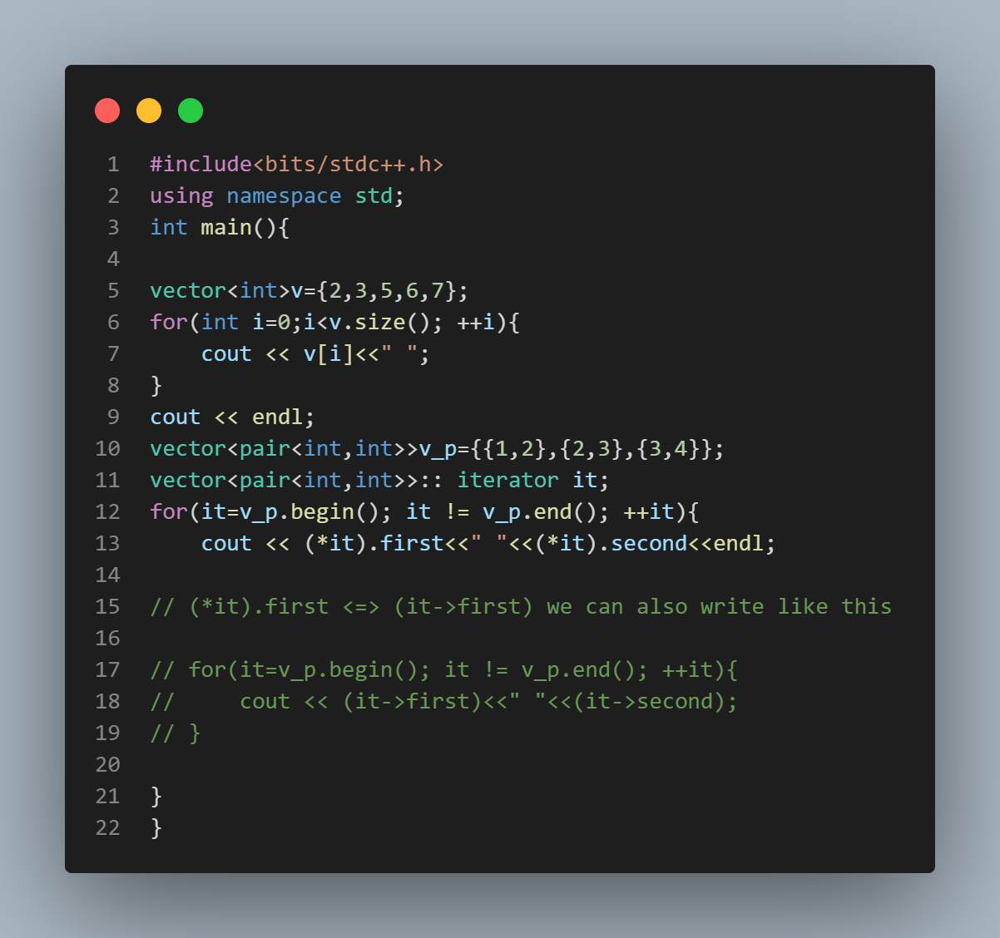 1 #include<bits/stdc++.h>
2 using namespace std;
3 int main(){
4
5 vector<int>v={2,3,5,6,7};
6 for(int i=0;i<v.size(); ++i){
7     cout << v[i]<<" ";
8 }
9 cout << endl;
10 vector<pair<int,int>>v_p={{1,2},{2,3},{3,4}};
11 vector<pair<int,int>>:: iterator it;
12 for(it=v_p.begin(); it != v_p.end(); ++it){
13     cout << (*it).first<<" "<<(*it).second<<endl;
14
15 // (*it).first <=> (it->first) we can also write like this
16
17 // for(it=v_p.begin(); it != v_p.end(); ++it){
18 //     cout << (it->first)<<" "<<(it->second);
19 // }
20
21 }
22 }